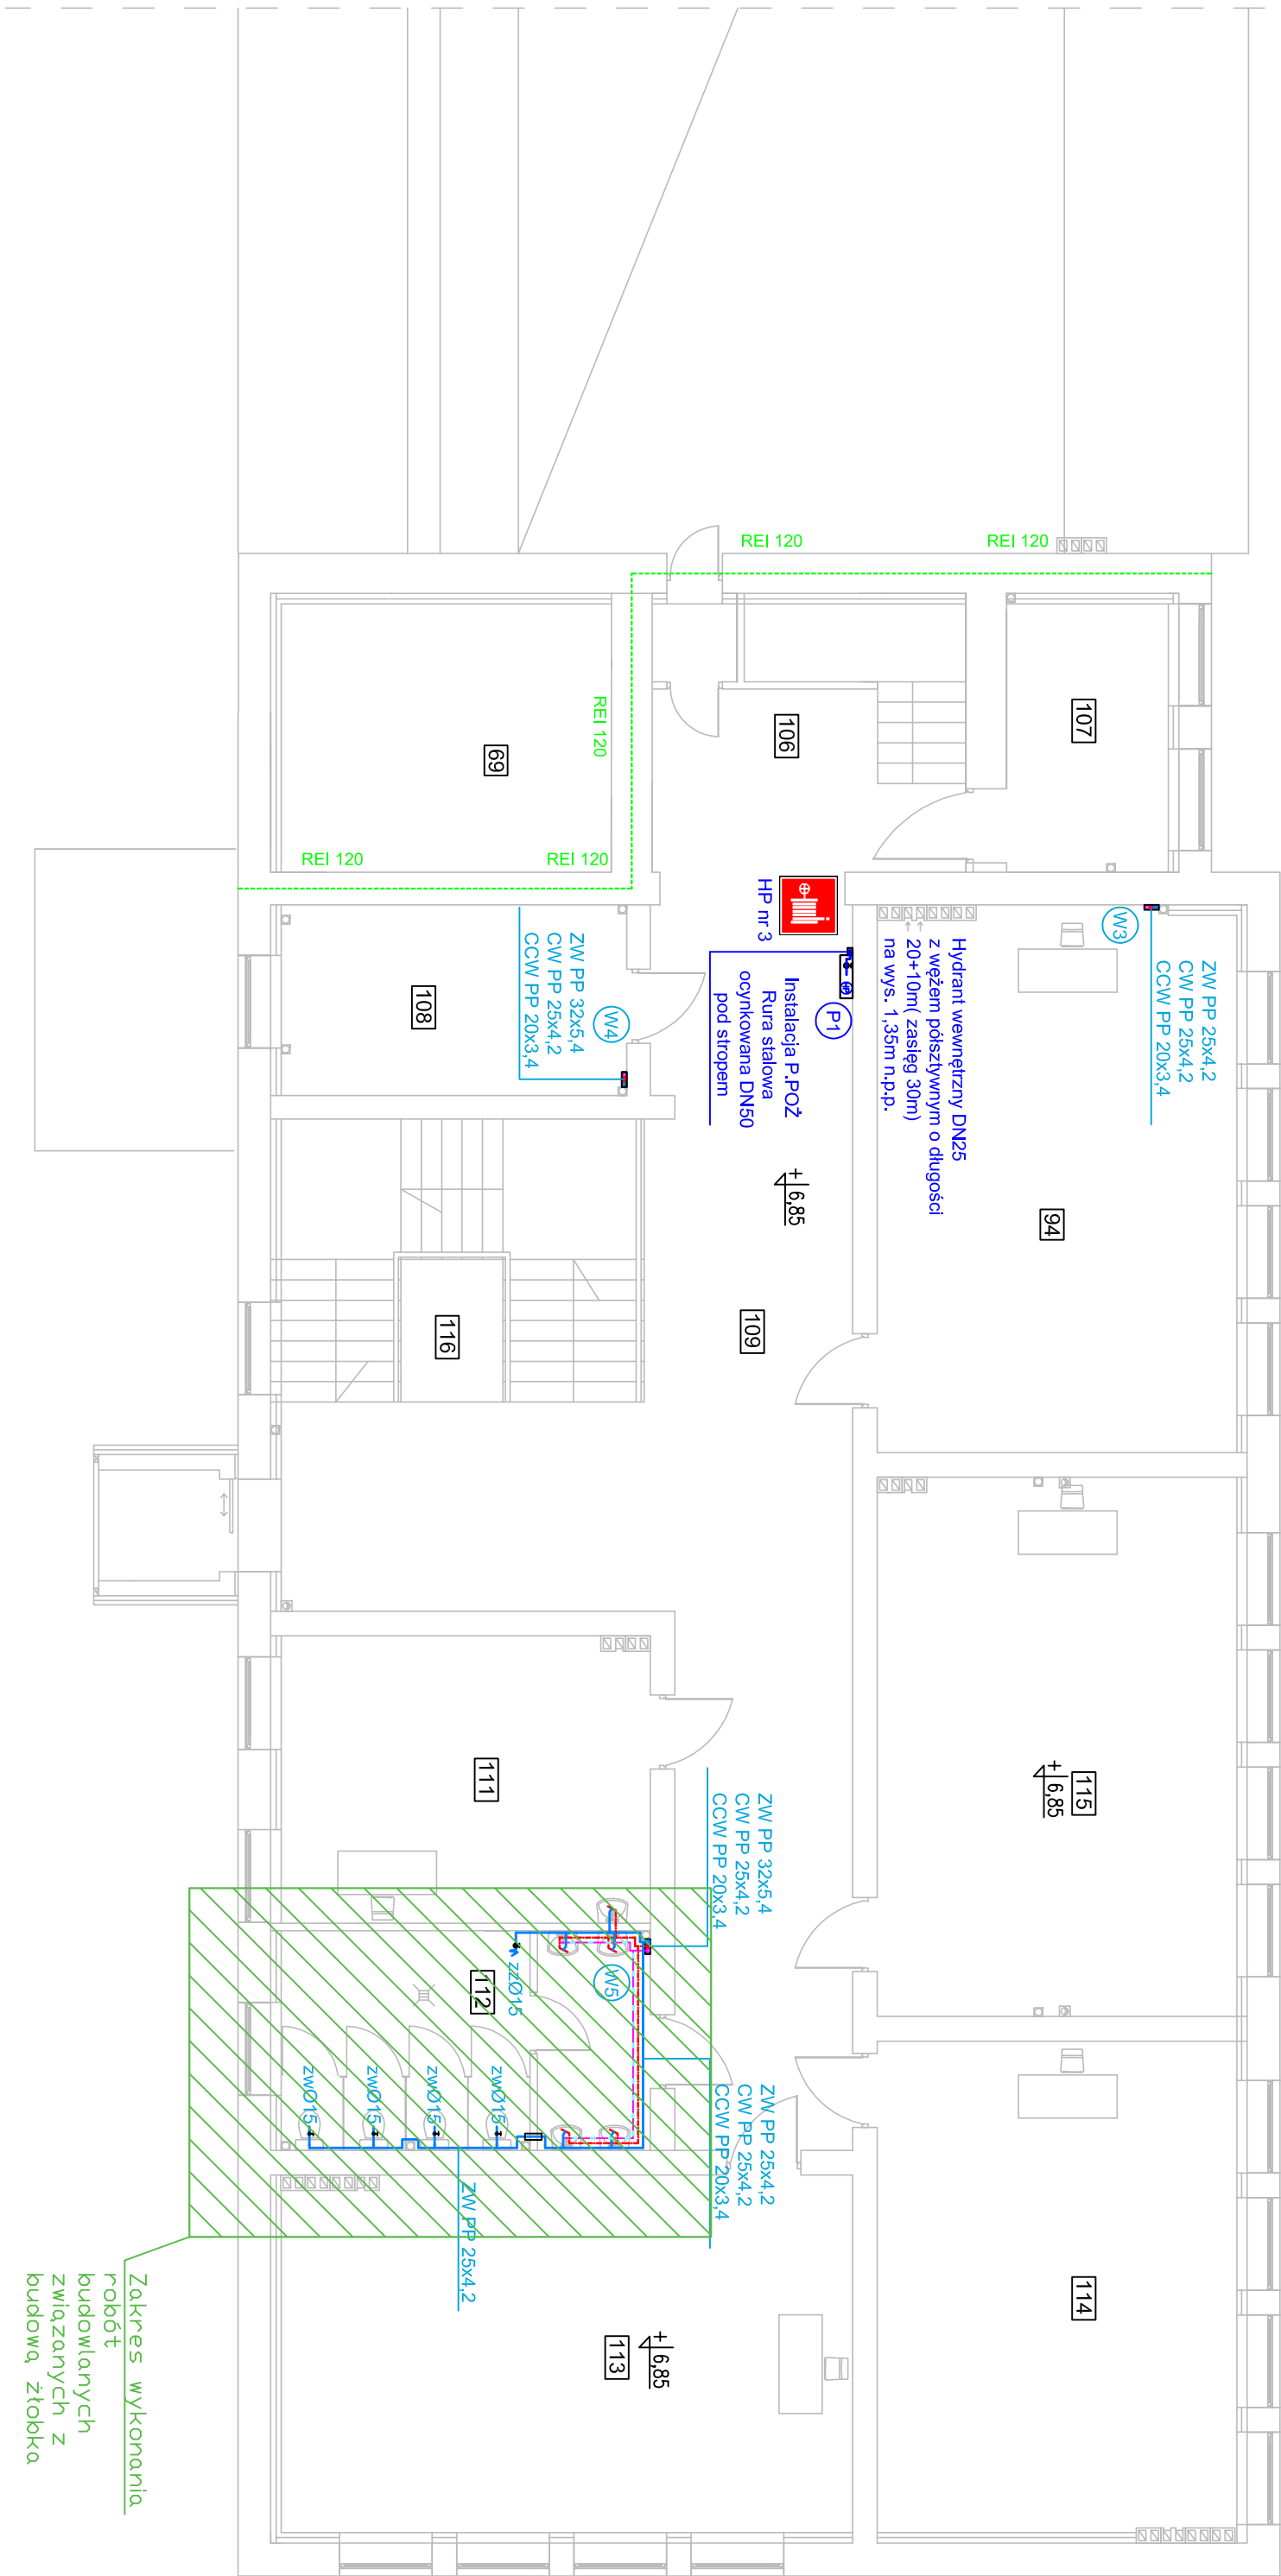 REI 120
REI 120
107
106
REI 120
69
REI 120
REI 120
W3
ZW PP 25x4,2
CW PP 25x4,2
CCW PP 20x3,4
HP nr 3
Hydrant wewnętrzny DN25
z wężem półsztywnym o długości
20+10m( zasięg 30m)
na wys. 1,35m n.p.p.
P1
Instalacja P.POŻ
Rura stalowa
ocynkowana DN50
pod stropem
ZW PP 32x5,4
CW PP 25x4,2
CCW PP 20x3,4
W4
108
+6,85
94
109
116
115
+6,85
111
ZW PP 32x5,4
CW PP 25x4,2
CCW PP 20x3,4
W5
112
zzØ15
zwØ15
zwØ15
zwØ15
zwØ15
ZW PP 25x4,2
CW PP 25x4,2
CCW PP 20x3,4
ZW PP 25x4,2
114
113
+6,85
Zakres wykonania
robót
budowlanych
związanych z
budową żłobka